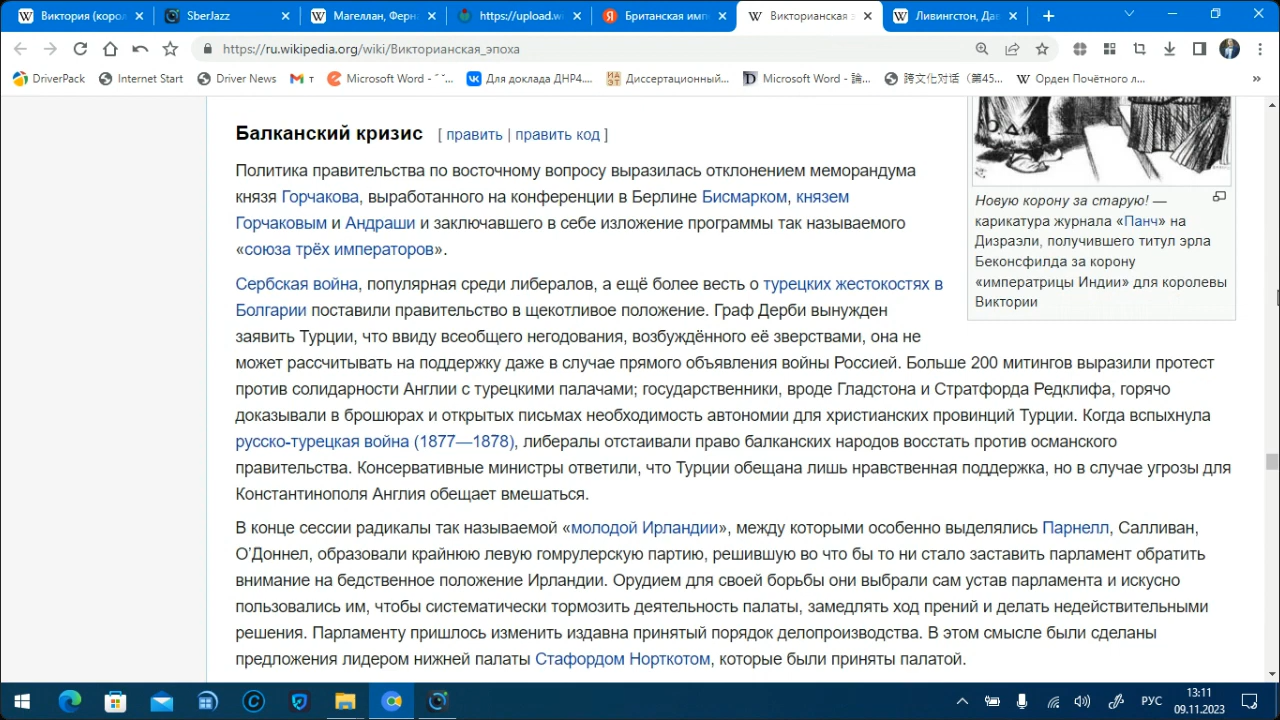 Виктория (корол
SberJazz
Магеллан, Ферна
https://upload.wi
Британская импе
Викторианская э
Ливингстон, Дав
https://ru.wikipedia.org/wiki/Викторианская_эпоха
DriverPack
Internet Start
Driver News
т
Microsoft Word - ˉ ˆ...
Для доклада ДНР4....
Диссертационный...
Microsoft Word - 論...
跨文化对话（第45...
Орден Почётного л...
»
Балканский кризис [ править | править код ]
Политика правительства по восточному вопросу выразилась отклонением меморандума
князя Горчакова, выработанного на конференции в Берлине Бисмарком, князем
Горчаковым и Андраши и заключавшего в себе изложение программы так называемого
«союза трёх императоров».
Новую корону за старую! —
карикатура журнала «Панч» на
Дизраэли, получившего титул эрла
Беконсфилда за корону
«императрицы Индии» для королевы
Виктории
Сербская война, популярная среди либералов, а ещё более весть о турецких жестокостях в
Болгарии поставили правительство в щекотливое положение. Граф Дерби вынужден
заявить Турции, что ввиду всеобщего негодования, возбуждённого её зверствами, она не
может рассчитывать на поддержку даже в случае прямого объявления войны Россией. Больше 200 митингов выразили протест
против солидарности Англии с турецкими палачами; государственники, вроде Гладстона и Стратфорда Редклифа, горячо
доказывали в брошюрах и открытых письмах необходимость автономии для христианских провинций Турции. Когда вспыхнула
русско-турецкая война (1877—1878), либералы отстаивали право балканских народов восстать против османского
правительства. Консервативные министры ответили, что Турции обещана лишь нравственная поддержка, но в случае угрозы для
Константинополя Англия обещает вмешаться.
В конце сессии радикалы так называемой «молодой Ирландии», между которыми особенно выделялись Парнелл, Салливан,
О’Доннел, образовали крайнюю левую гомрулерскую партию, решившую во что бы то ни стало заставить парламент обратить
внимание на бедственное положение Ирландии. Орудием для своей борьбы они выбрали сам устав парламента и искусно
пользовались им, чтобы систематически тормозить деятельность палаты, замедлять ход прений и делать недействительными
решения. Парламенту пришлось изменить издавна принятый порядок делопроизводства. В этом смысле были сделаны
предложения лидером нижней палаты Стафордом Норткотом, которые были приняты палатой.
РУС
13:11
09.11.2023